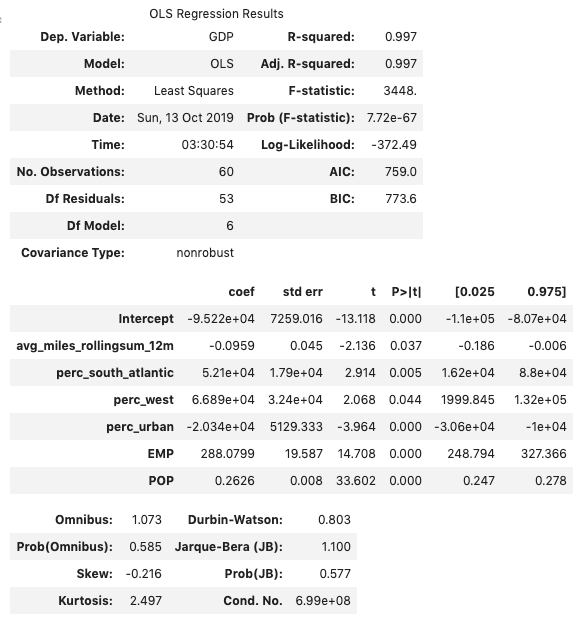 OLS Regression Results
Dep. Variable: GDP R-squared: 0.997
Model: OLS Adj. R-squared: 0.997
Method: Least Squares F-statistic: 3448.
Date: Sun, 13 Oct 2019 Prob (F-statistic): 7.72e-67
Time: 03:30:54 Log-Likelihood: -372.49
No. Observations: 60 AIC: 759.0
Df Residuals: 53 BIC: 773.6
Df Model: 6
Covariance Type: nonrobust
coef std err t P>|t| [0.025 0.975]
Intercept -9.522e+04 7259.016 -13.118 0.000 -1.1e+05 -8.07e+04
avg_miles_rollingsum_12m -0.0959 0.045 -2.136 0.037 -0.186 -0.006
perc_south_atlantic 5.21e+04 1.79e+04 2.914 0.005 1.62e+04 8.8e+04
perc_west 6.689e+04 3.24e+04 2.068 0.044 1999.845 1.32e+05
perc_urban -2.034e+04 5129.333 -3.964 0.000 -3.06e+04 -1e+04
EMP 288.0799 19.587 14.708 0.000 248.794 327.366
POP 0.2626 0.008 33.602 0.000 0.247 0.278
Omnibus: 1.073 Durbin-Watson: 0.803
Prob(Omnibus): 0.585 Jarque-Bera (JB): 1.100
Skew: -0.216 Prob(JB): 0.577
Kurtosis: 2.497 Cond. No. 6.99e+08